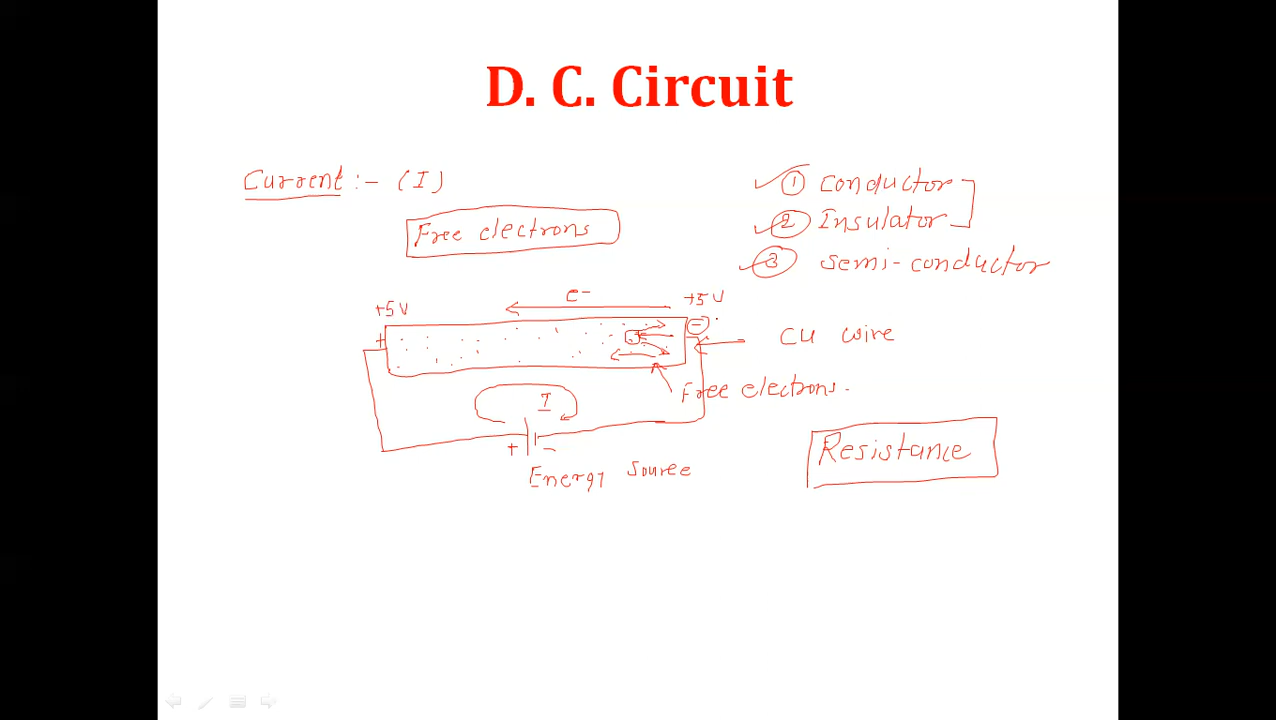 D. C. Circuit
Current :- (I)
① Conductor
② Insulator
③ Semi-conductor
Free electrons
e-
+5V
+5V
+
-
Cu wire
Free electrons.
I
+ -
Energy source
Resistance